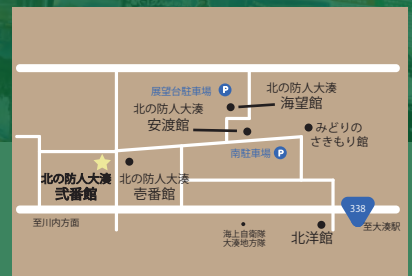 展望台駐車場 P
北の防人大湊
海望館
北の防人大湊
安渡館
みどりの
さきもり館
南駐車場 P
北の防人大湊
弐番館
北の防人大湊
壱番館
338
至川内方面
海上自衛隊
大湊地方隊
北洋館
至大湊駅